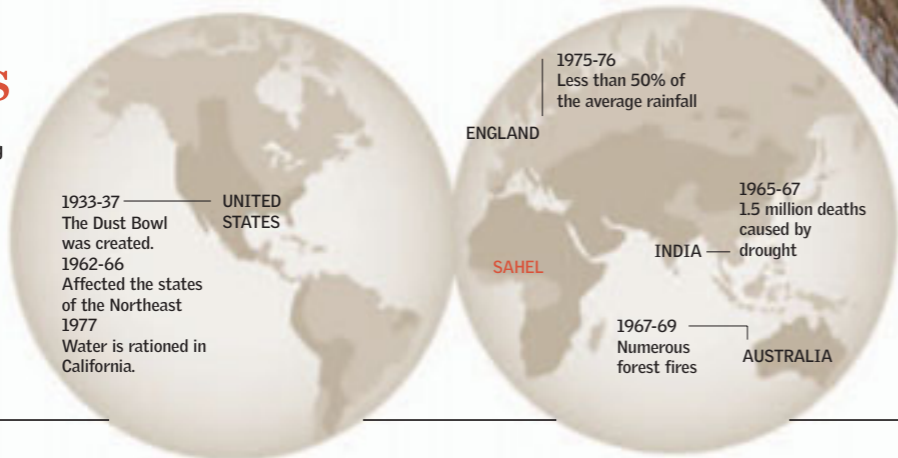 1933-37
The Dust Bowl
was created.
1962-66
Affected the states
of the Northeast
1977
Water is rationed in
California.
UNITED
STATES
1975-76
Less than 50% of
the average rainfall
ENGLAND
SAHEL
1965-67
1.5 million deaths
caused by
drought
INDIA
1967-69
Numerous
forest fires
AUSTRALIA